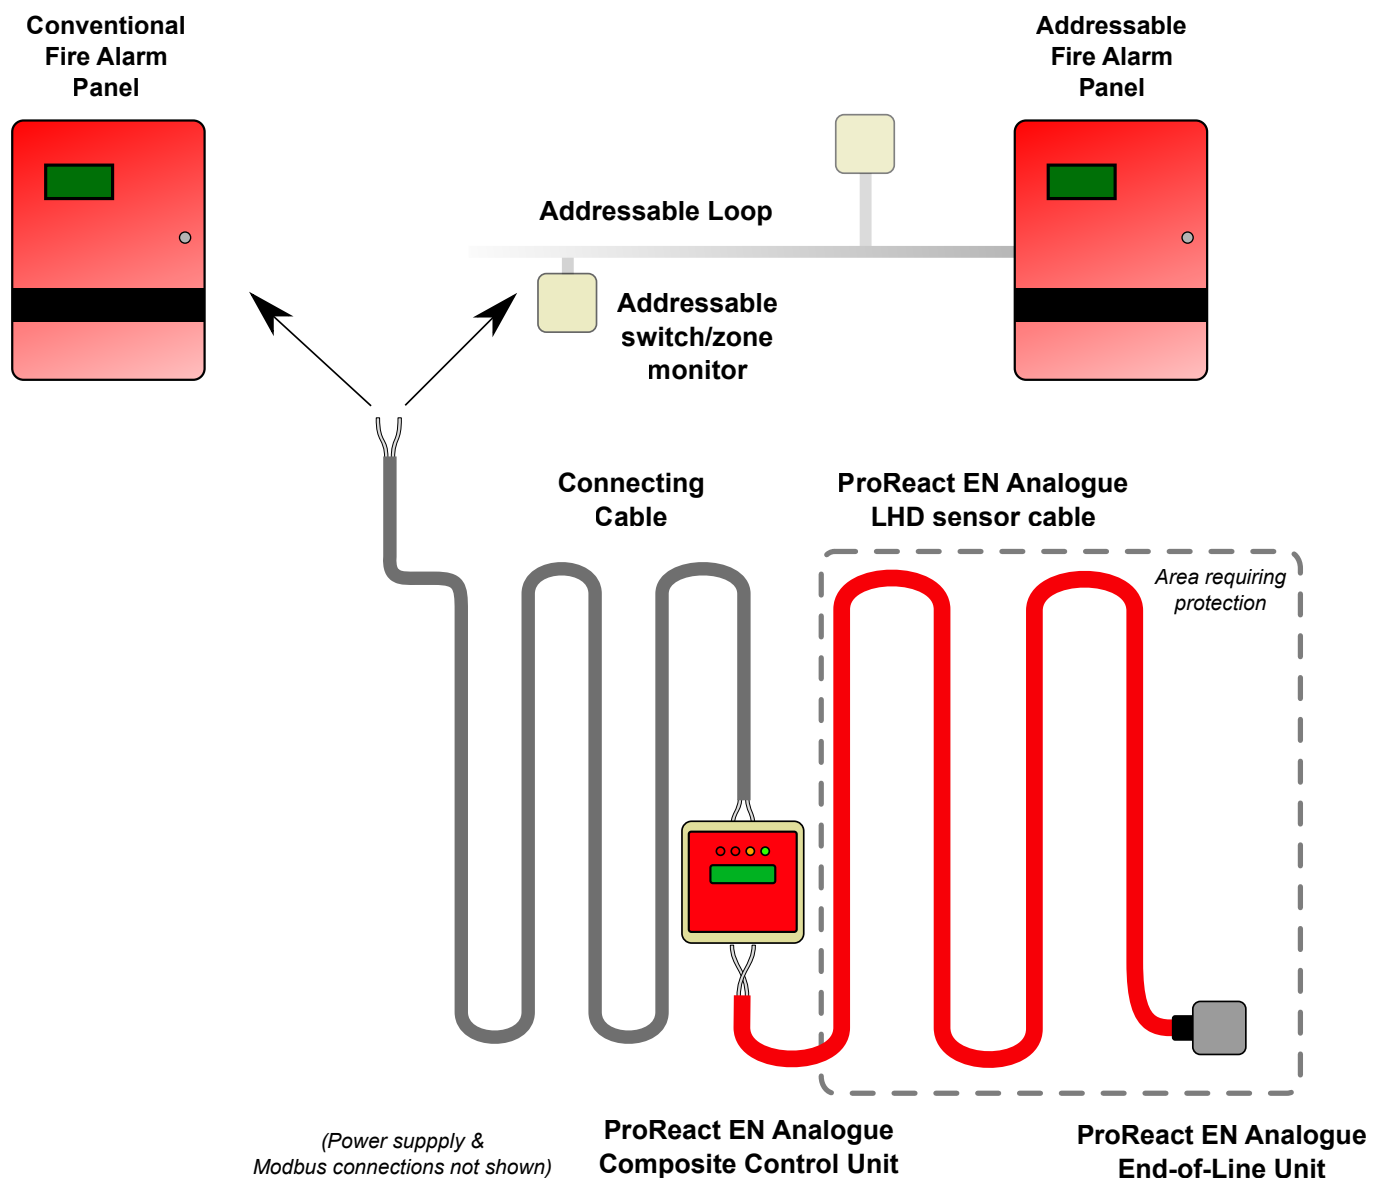 Conventional
Fire Alarm
Panel
Addressable
Fire Alarm
Panel
Addressable Loop
Addressable
switch/zone
monitor
Connecting
Cable
ProReact EN Analogue
LHD sensor cable
Area requiring
protection
(Power suppply &
Modbus connections not shown)
ProReact EN Analogue
Composite Control Unit
ProReact EN Analogue
End-of-Line Unit